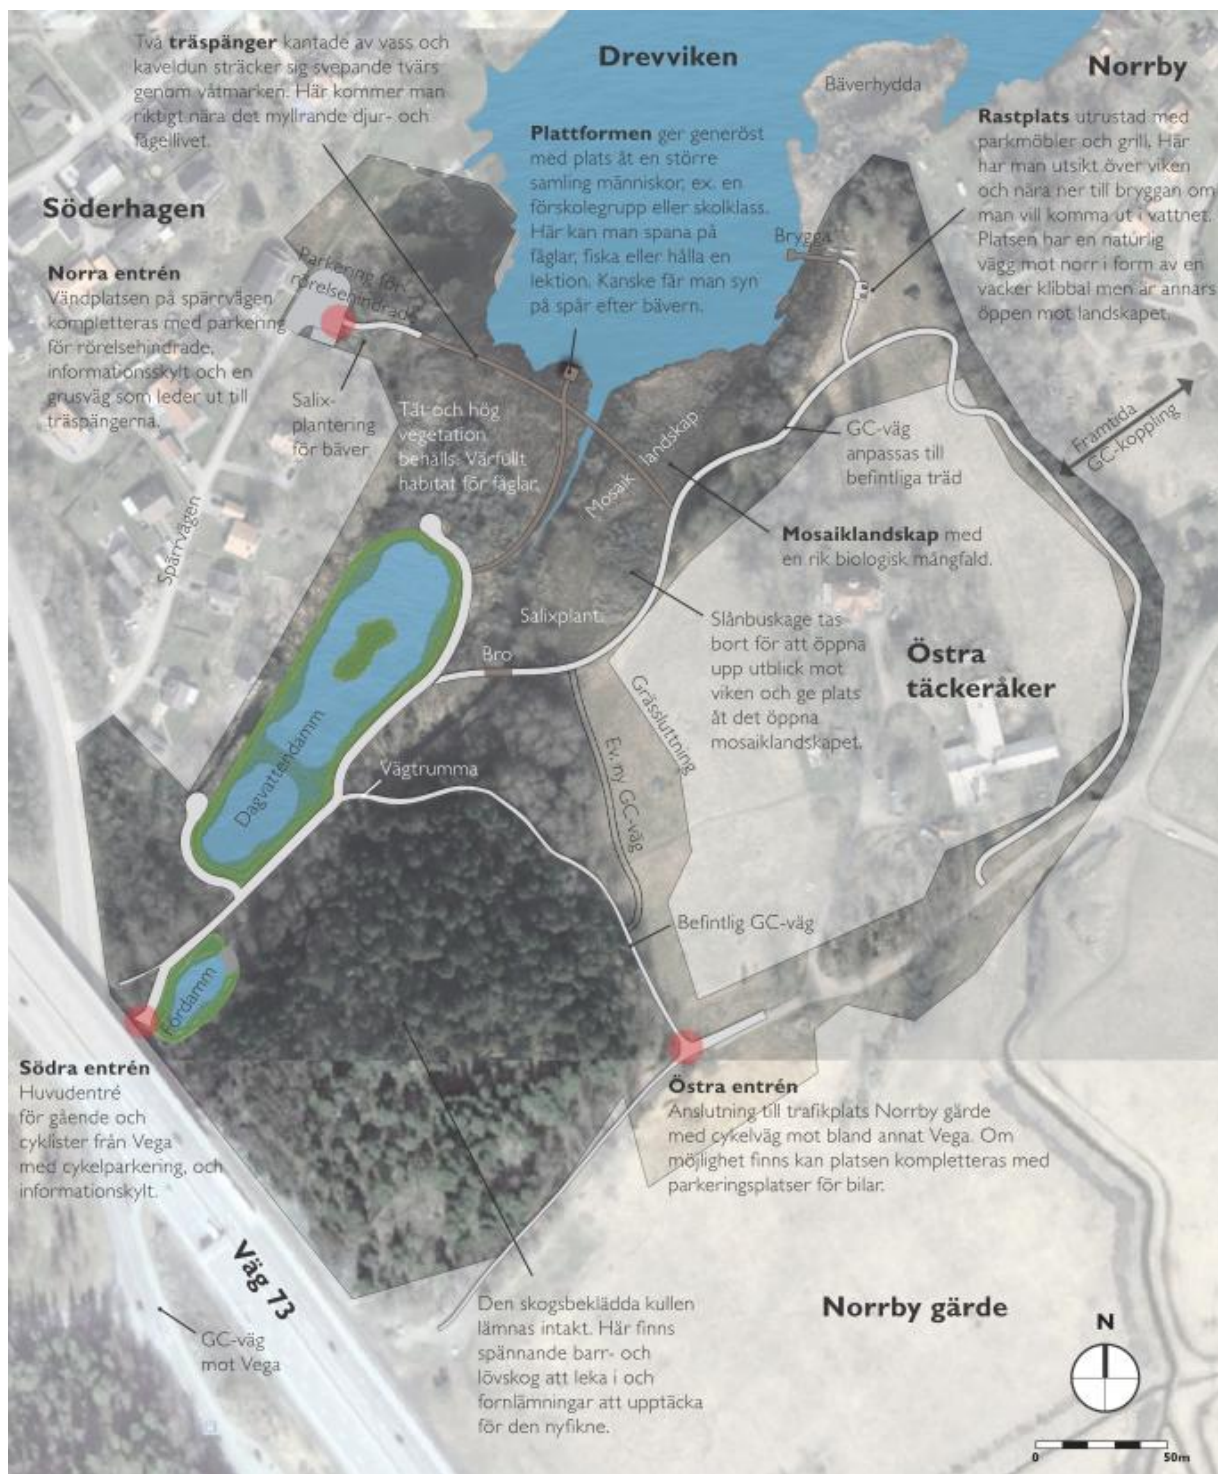 Två träspänger kantade av vass och
kaveldun sträcker sig svepande tvärs
genom våtmarken. Här kommer man
riktigt nära det myllrande djur- och
fågellivet.
Drevviken
Bäverhydda
Norrby
Rastplats utrustad med
parkmöbler och grill. Här
har man utsikt över viken
och nära ner till bryggan om
man vill komma ut i vattnet.
Platsen har en naturlig
vägg mot norr i form av en
vacker klibbal men är annars
öppen mot landskapet.
Plattformen ger generöst
med plats åt en större
samling människor, ex. en
förskolegrupp eller skolklass.
Här kan man spana på
fåglar, fiska eller hålla en
lektion. Kanske får man syn
på spår efter bävern.
Söderhagen
Norra entrén
Vändplatsen på spärrvägen
kompletteras med parkering
för rörelsehindrade,
informationsskylt och en
grusväg som leder ut till
träspängerna.
Parkering för
rörelsehindrade
Brygga
Salix-
plantering
för bäver
Tät och hög
vegetation
behålls. Värfullt
habitat för fåglar.
Mosaik landskap
GC-väg
anpassas till
befintliga träd
Framtida
GC-koppling
Spärrvägen
Mosaiklandskap med
en rik biologisk mångfald.
Salixplant.
Bro
Slånbuskage tas
bort för att öppna
upp utblick mot
viken och ge plats
åt det öppna
mosaiklandskapet.
Östra
täckeråker
Grässluttning
Ev. ny GC-väg
Dagvattendamm
Vägtrumma
Befintlig GC-väg
Fördamm
Södra entrén
Huvudentré
för gående och
cyklister från Vega
med cykelparkering, och
informationskylt.
Östra entrén
Anslutning till trafikplats Norrby gärde
med cykelväg mot bland annat Vega. Om
möjlighet finns kan platsen kompletteras med
parkeringsplatser för bilar.
Väg 73
GC-väg
mot Vega
Den skogsbeklädda kullen
lämnas intakt. Här finns
spännande barr- och
lövskog att leka i och
fornlämningar att upptäcka
för den nyfikne.
Norrby gärde
N
0 50m